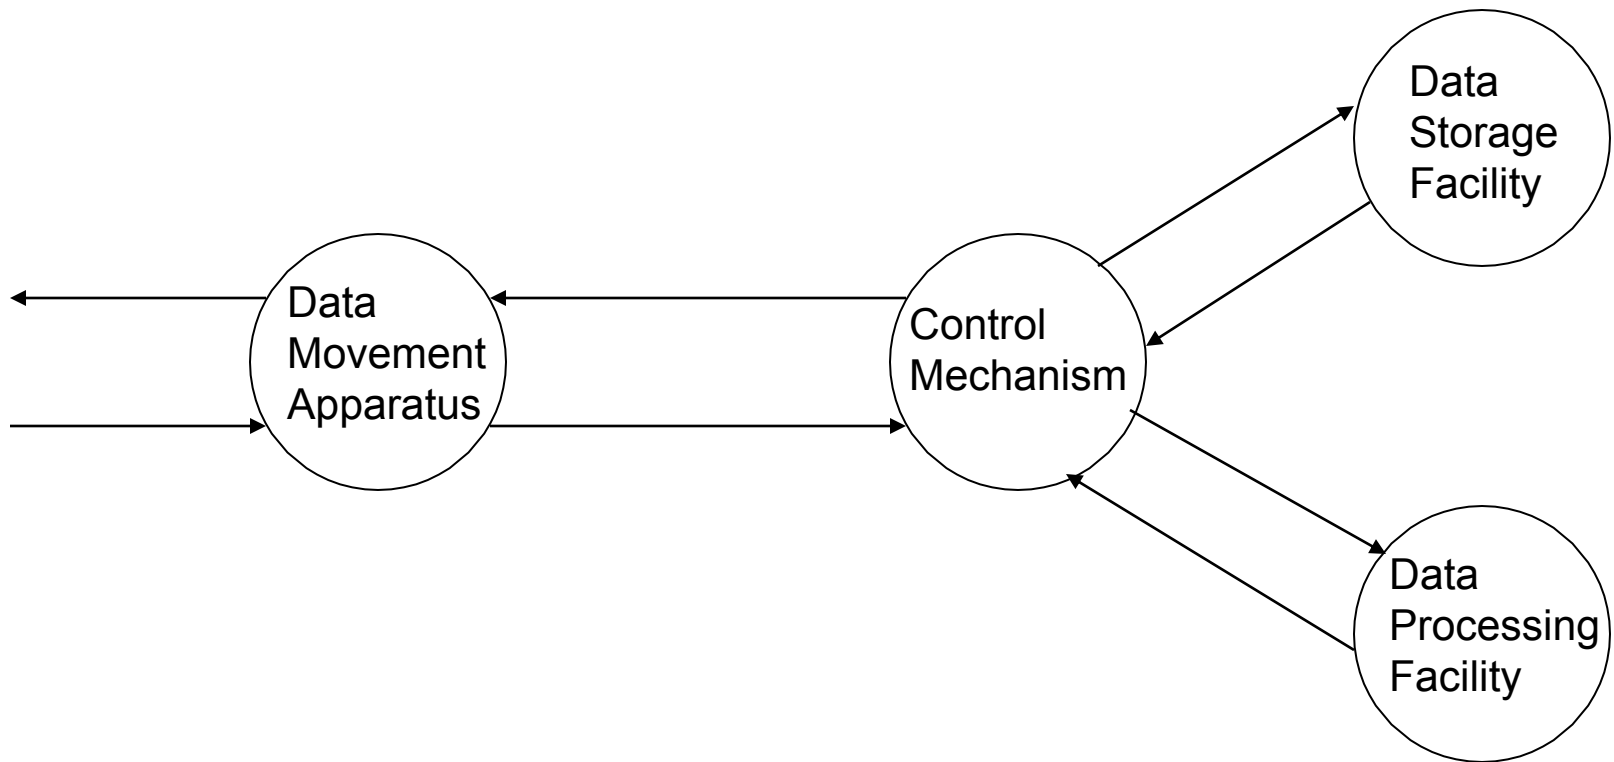 Data
Movement
Apparatus
Control
Mechanism
Data
Storage
Facility
Data
Processing
Facility